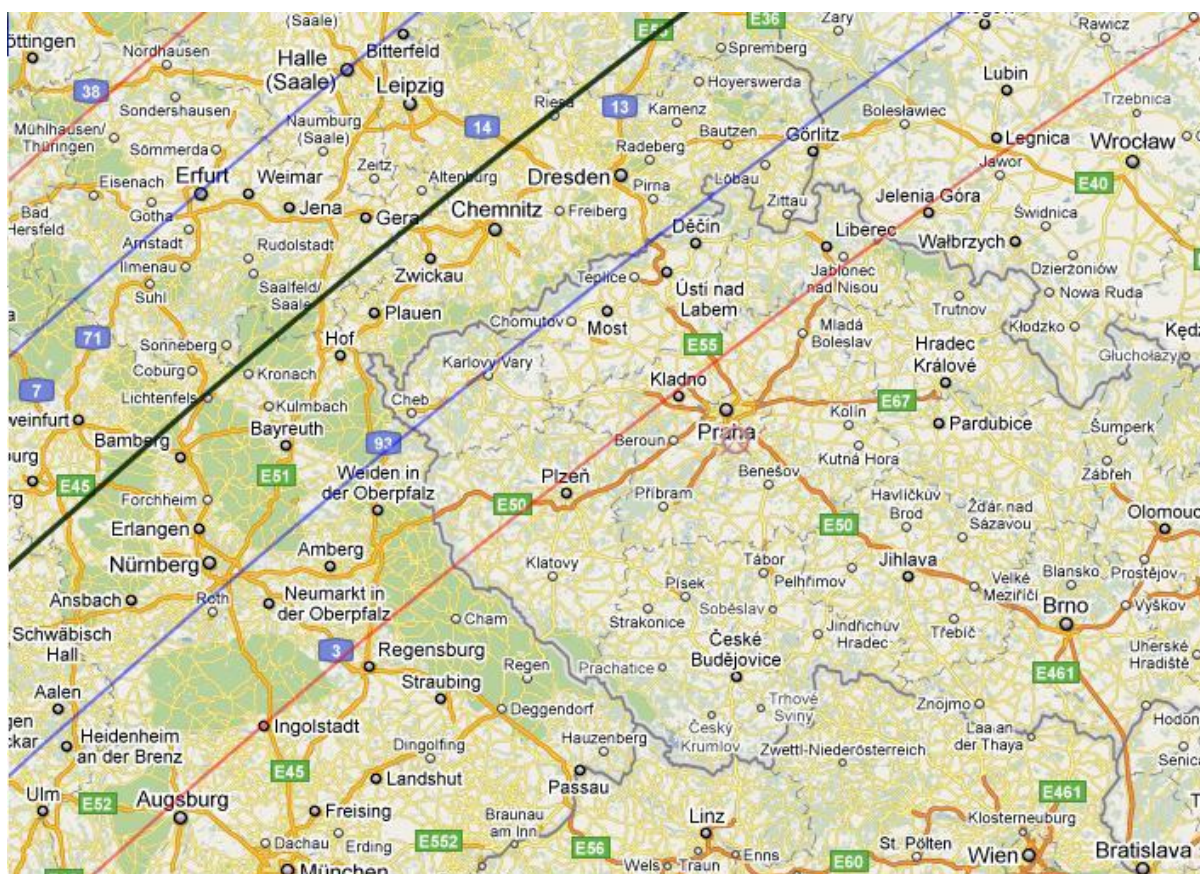 E55
E36
Żary
Rawicz
Nordhausen
Halle
(Saale)
Bitterfeld
Spremberg
Lubin
38
Sondershausen
Leipzig
Riesa
13
Hoyerswerda
Kamenz
Bolesławiec
Trzebnica
Mühlhausen/
Thüringen
Naumburg
(Saale)
14
Bautzen
Görlitz
Legnica
Wrocław
Sömmerda
Zeitz
Radeberg
Jawor
Eisenach
Erfurt
Weimar
Altenburg
Dresden
Pirna
Löbau
E40
Bad
Hersfeld
Gotha
Jena
Gera
Chemnitz
Freiberg
Zittau
Jelenia Góra
Świdnica
Arnstadt
Rudolstadt
Děčín
Liberec
Wałbrzych
Ilmenau
Zwickau
Teplice
Jablonec
nad Nisou
Dzierżoniów
Suhl
Saalfeld/
Saale
Ústí nad
Labem
Trutnov
Nowa Ruda
71
Plauen
Chomutov
Most
Mladá
Boleslav
Kłodzko
Sonneberg
Hof
E55
Hradec
Králové
Głuchołazy
Coburg
Kronach
Karlovy Vary
Kladno
7
Lichtenfels
Kulmbach
Cheb
E67
weinfurt
Bayreuth
93
Praha
Kolín
Pardubice
Šumperk
Bamberg
Beroun
Kutná Hora
E45
E51
Weiden in
der Oberpfalz
Plzeň
Benešov
Zábřeh
Forchheim
E50
Příbram
Havlíčkův
Brod
Žďár nad
Sázavou
Olomouc
Erlangen
E50
Nürnberg
Amberg
Klatovy
Tábor
Pelhřimov
Jihlava
Blansko
Prostějov
Ansbach
Roth
Neumarkt in
der Oberpfalz
Písek
Velké
Meziříčí
Brno
Vyškov
Schwäbisch
Hall
Cham
Strakonice
Soběslav
Jindřichův
Hradec
Třebíč
3
Regensburg
Regen
Prachatice
České
Budějovice
E461
Uherské
Hradiště
Aalen
Straubing
Deggendorf
Trhové
Sviny
Znojmo
Ingolstadt
Český
Krumlov
Laa an
der Thaya
Heidenheim
an der Brenz
Dingolfing
Hauzenberg
Zwettl-Niederösterreich
E45
Landshut
Passau
Ulm
E52
Augsburg
Freising
Braunau
am Inn
Linz
E461
Klosterneuburg
Dachau
Erding
E552
E56
Enns
St. Pölten
Wien
Bratislava
München
Wels
Traun
E60